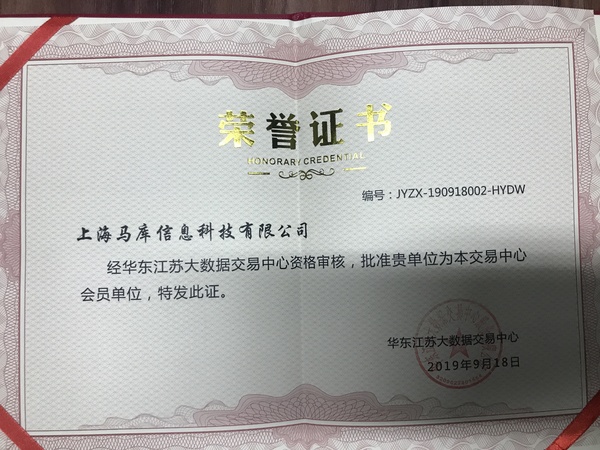 荣誉证书
HONORARY CREDENTIAL
编号：JYZX-190918002-HYDW
上海马库信息科技有限公司
经华东江苏大数据交易中心资格审核，批准贵单位为本交易中心
会员单位，特发此证。
华东江苏大数据交易中心
2019年9月18日